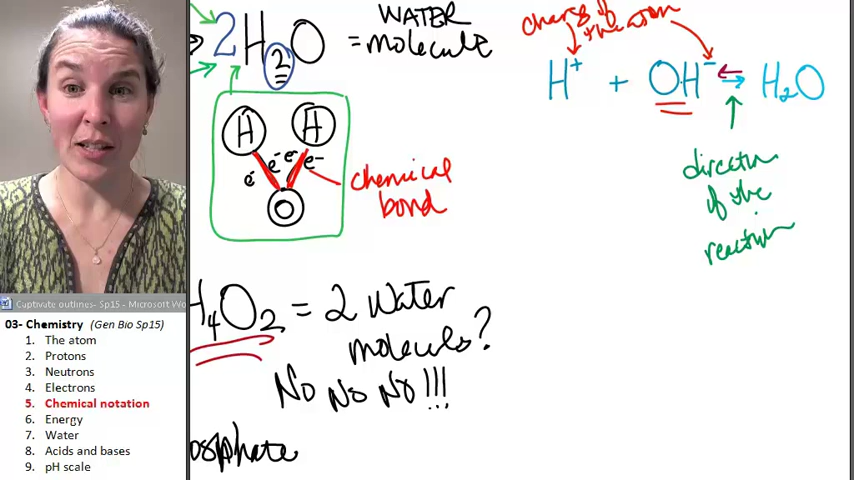 2H2O
WATER
= molecule
H
H
e-
e-
e-
e-
O
chemical
bond
H4O2 = 2 Water
molecule?
No No No!!!
osphate
charge of
the atom
H+ + OH- ⇄ H2O
direction
of the
reaction
Captivate outlines- Sp15 - Microsoft Wo
03- Chemistry (Gen Bio Sp15)
1. The atom
2. Protons
3. Neutrons
4. Electrons
5. Chemical notation
6. Energy
7. Water
8. Acids and bases
9. pH scale